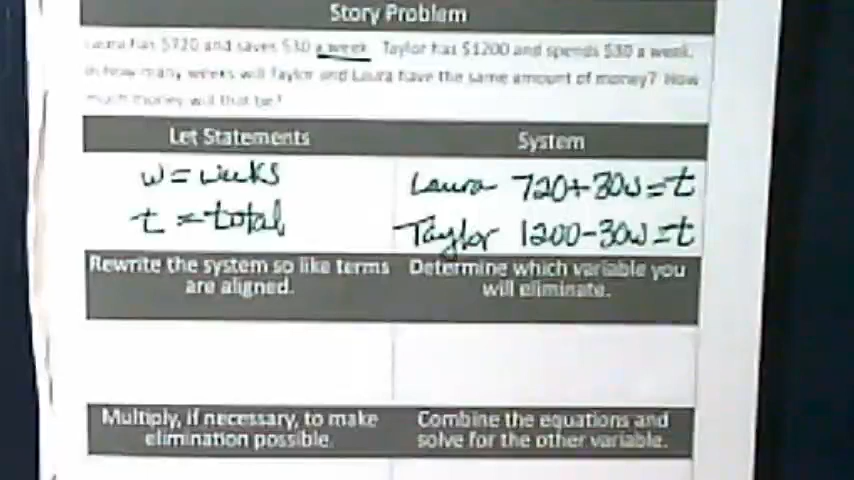 Story Problem
Laura has $720 and saves $30 a week. Taylor has $1200 and spends $30 a week.
In how many weeks will Taylor and Laura have the same amount of money? How
much money will that be?
Let Statements
System
w = weeks
t = total
Laura 720+30w=t
Taylor 1200-30w=t
Rewrite the system so like terms
are aligned.
Determine which variable you
will eliminate.
Multiply, if necessary, to make
elimination possible.
Combine the equations and
solve for the other variable.